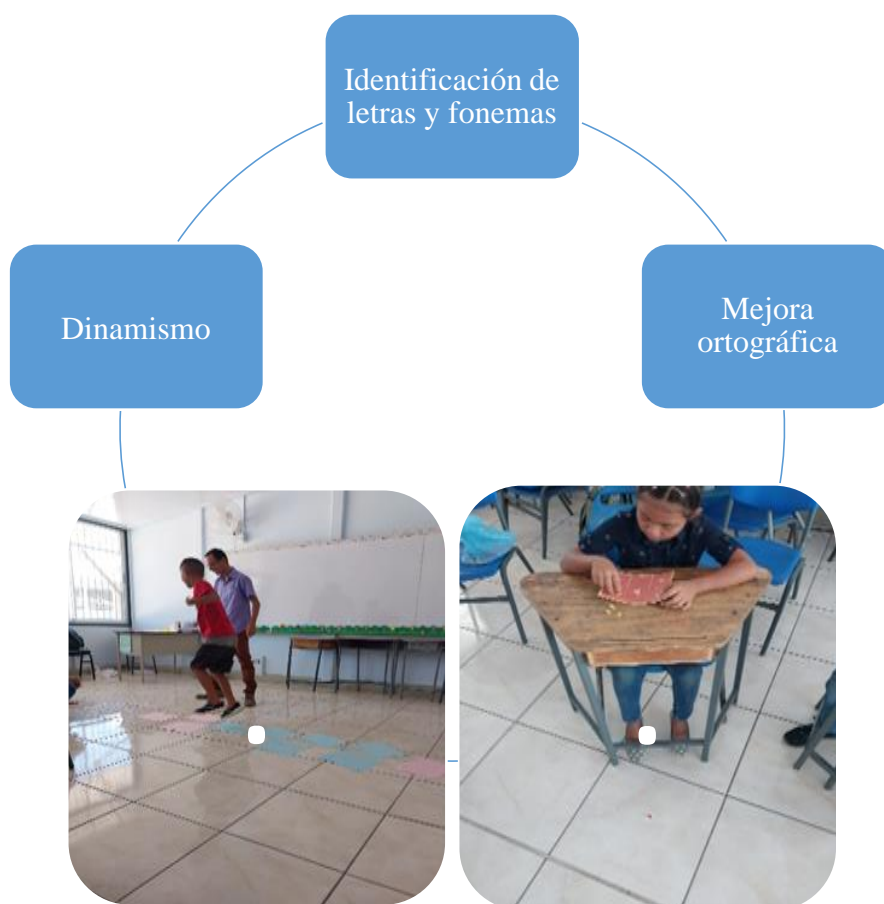 Identificación de
letras y fonemas
Dinamismo
Mejora
ortográfica